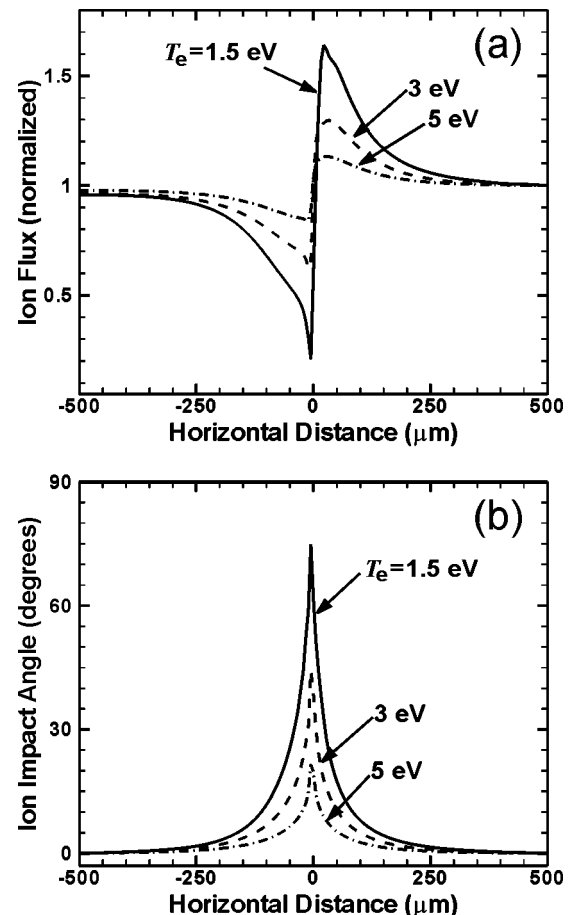 (a)
Te=1.5 eV
3 eV
5 eV
1.5
1
0.5
Ion Flux (normalized)
-500 -250 0 250 500
Horizontal Distance (μm)
(b)
90
Te=1.5 eV
60
3 eV
30
5 eV
0
Ion Impact Angle (degrees)
-500 -250 0 250 500
Horizontal Distance (μm)